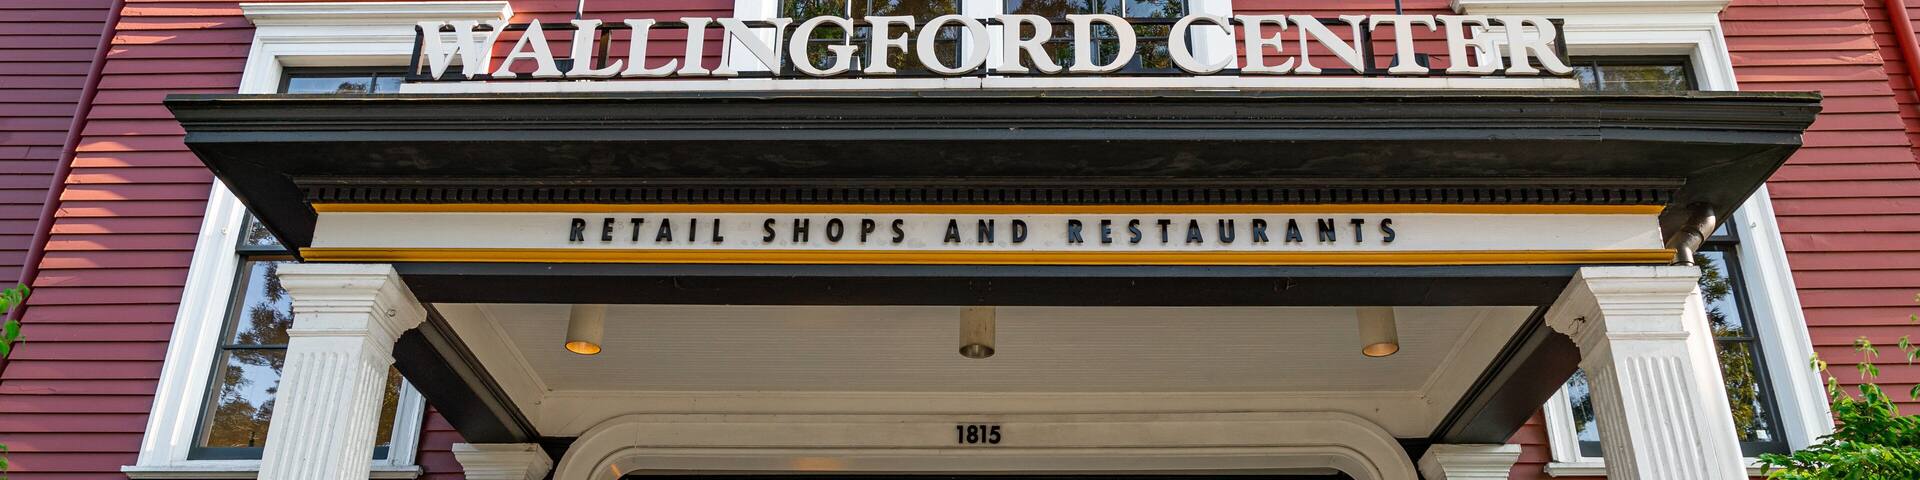 WALLINGFORD CENTER
RETAIL SHOPS AND RESTAURANTS
1815